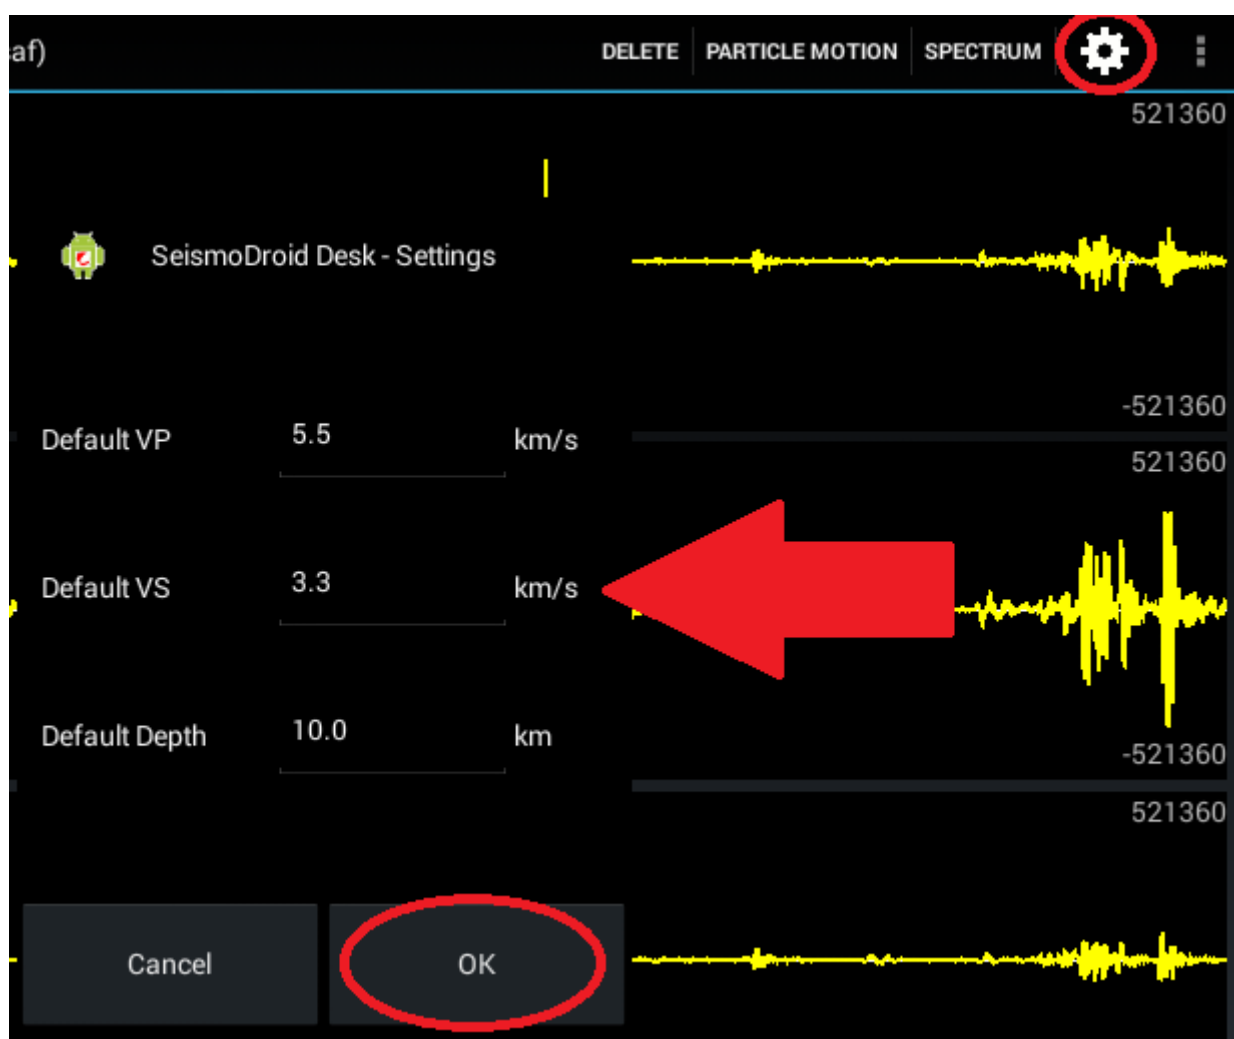 af)
DELETE PARTICLE MOTION SPECTRUM
521360
SeismoDroid Desk - Settings
-521360
Default VP 5.5 km/s
521360
Default VS 3.3 km/s
Default Depth 10.0 km
-521360
521360
Cancel OK